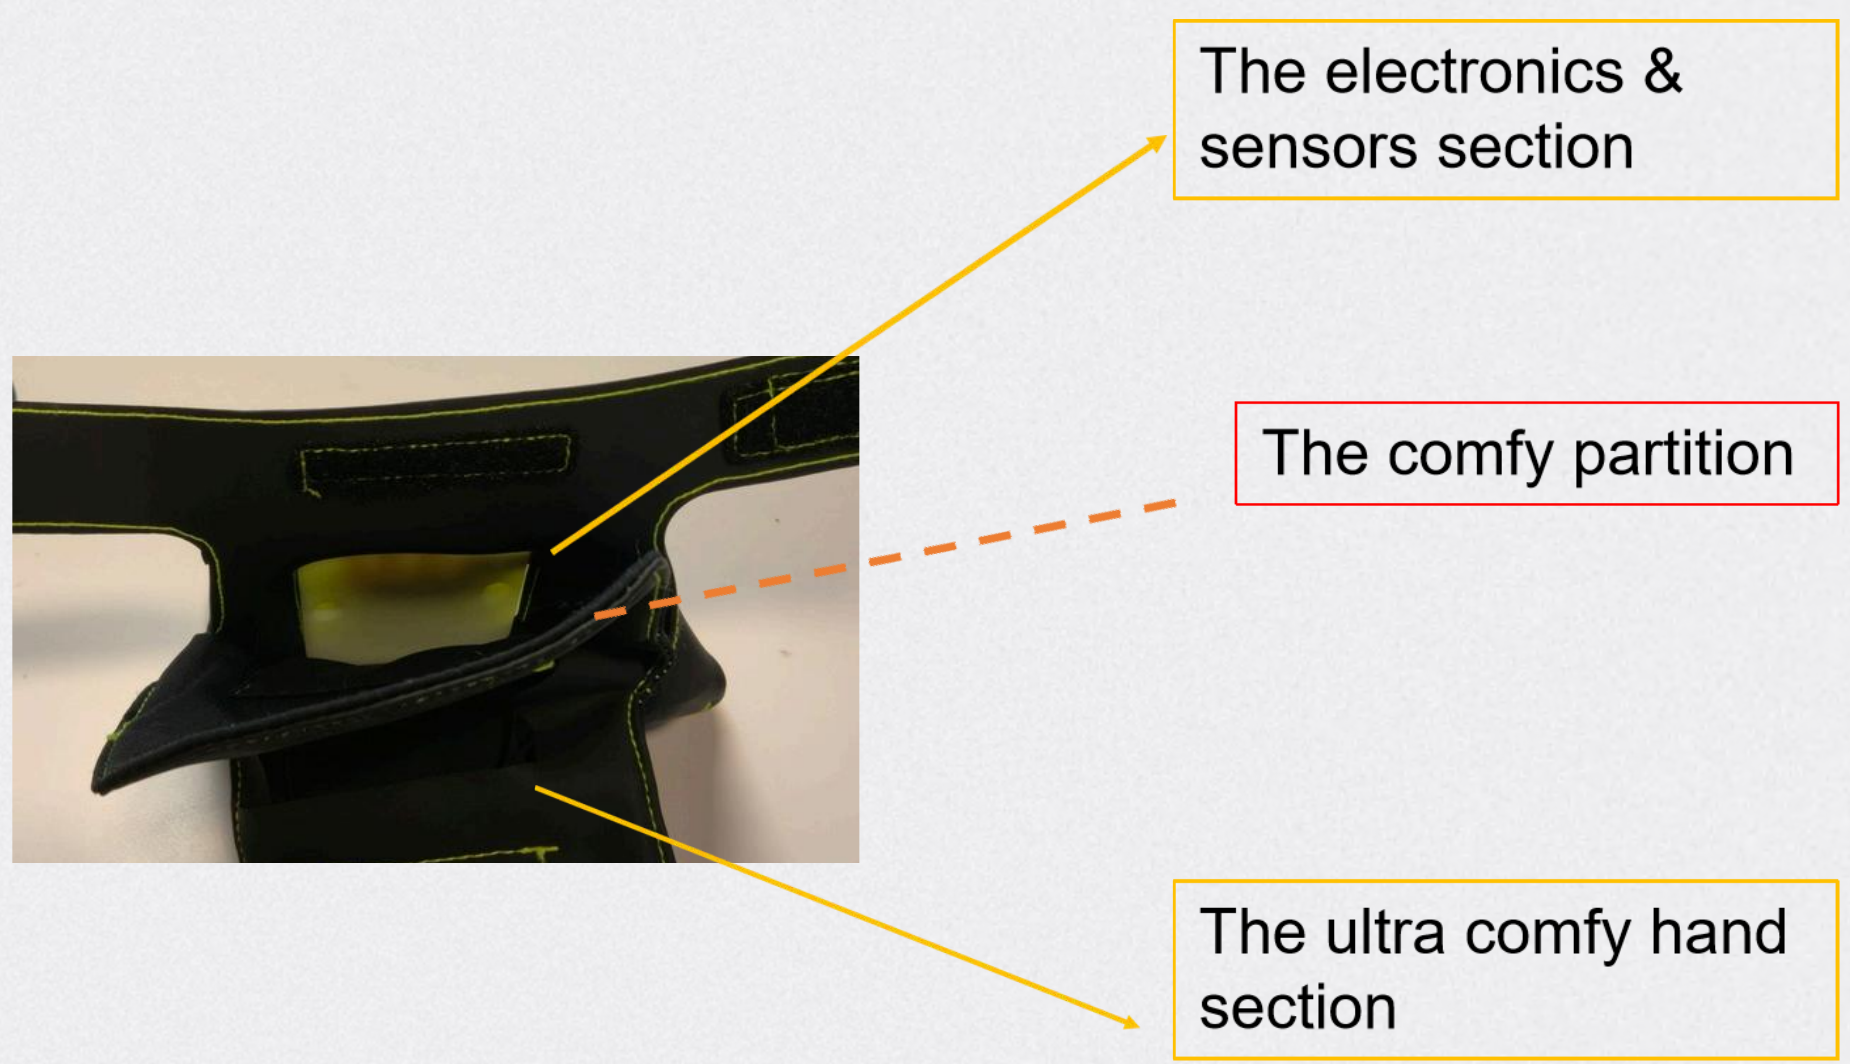 The electronics &
sensors section
The comfy partition
The ultra comfy hand
section